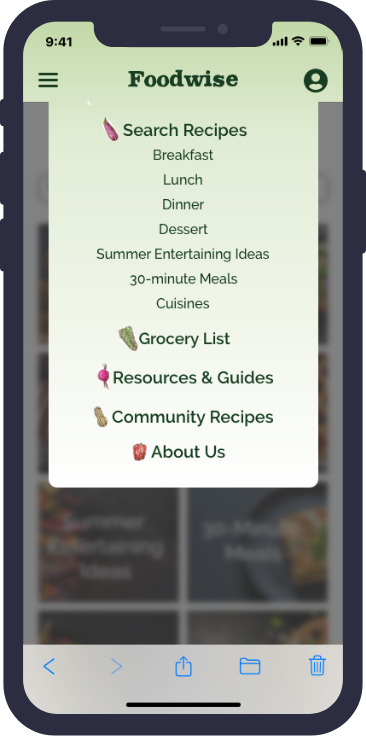 9:41
Foodwise
Search Recipes
Breakfast
Lunch
Dinner
Dessert
Summer Entertaining Ideas
30-minute Meals
Cuisines
Grocery List
Resources & Guides
Community Recipes
About Us
Summer
Entertaining
Ideas
30-Minute
Meals